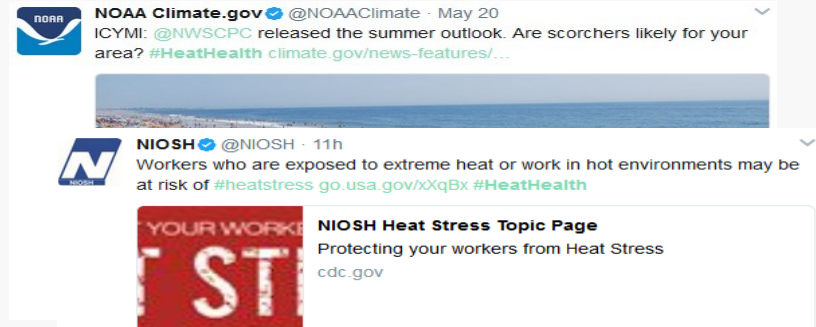 NOAA
NOAA Climate.gov @NOAAClimate · May 20
ICYMI: @NWSCPC released the summer outlook. Are scorchers likely for your
area? #HeatHealth climate.gov/news-features/...
NIOSH @NIOSH · 11h
NIOSH
Workers who are exposed to extreme heat or work in hot environments may be
at risk of #heatstress go.usa.gov/xXqBx #HeatHealth
YOUR WORKE
NIOSH Heat Stress Topic Page
Protecting your workers from Heat Stress
cdc.gov
T STR